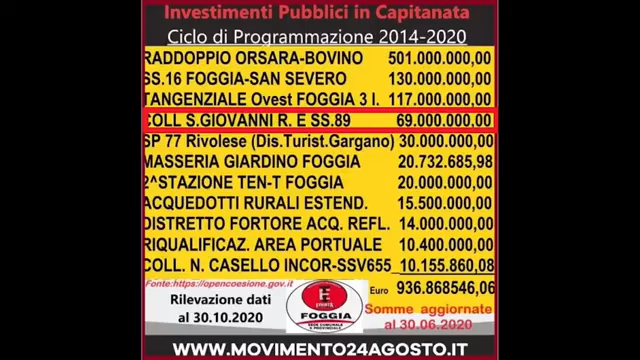 Investimenti Pubblici in Capitanata
Ciclo di Programmazione 2014-2020
RADDOPPIO ORSARA-BOVINO 501.000.000,00
SS.16 FOGGIA-SAN SEVERO 130.000.000,00
TANGENZIALE Ovest FOGGIA 3 l. 117.000.000,00
COLL S.GIOVANNI R. E SS.89 69.000.000,00
SP 77 Rivolese (Dis.Turist.Gargano) 30.000.000,00
MASSERIA GIARDINO FOGGIA 20.732.685,98
2^STAZIONE TEN-T FOGGIA 20.000.000,00
ACQUEDOTTI RURALI ESTEND. 15.500.000,00
DISTRETTO FORTORE ACQ. REFL. 14.000.000,00
RIQUALIFICAZ. AREA PORTUALE 10.400.000,00
COLL. N. CASELLO INCOR-SSV655 10.155.860,08
Fonte:https://opencoesione.gov.it
Euro 936.868546,06
Rilevazione dati
al 30.10.2020
FOGGIA
SEDE COMUNALE
E PROVINCIALE
Somme aggiornate
al 30.06.2020
WWW.MOVIMENTO24AGOSTO.IT